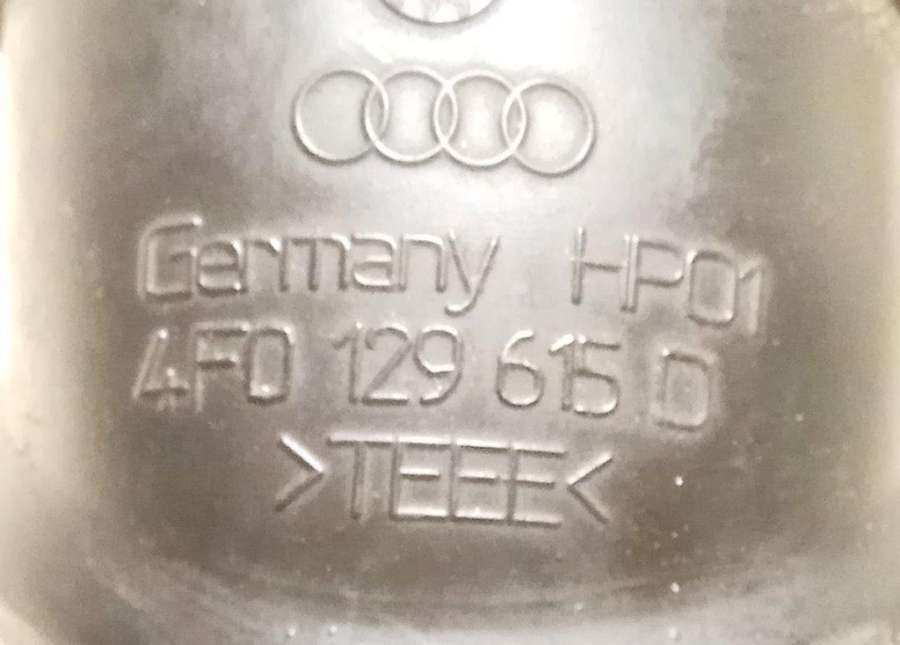 Germany HP01
4F0 129 615 D
>TEEE<